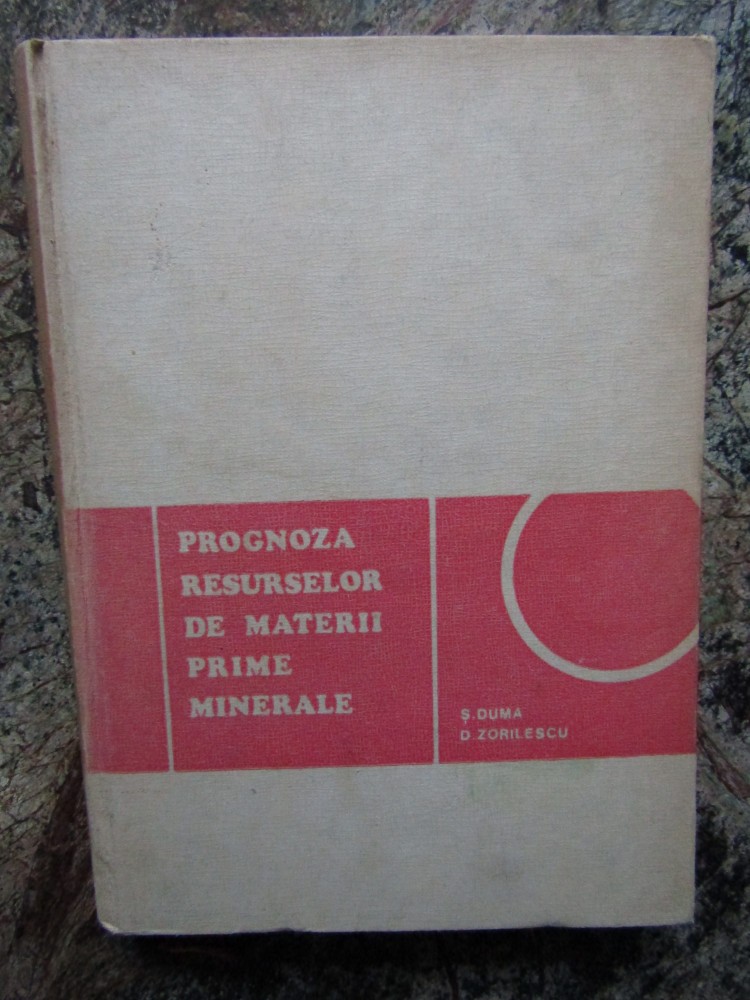 PROGNOZA
RESURSELOR
DE MATERII
PRIME
MINERALE
Ș.DUMA
D ZORILESCU